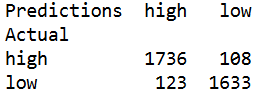 Predictions high low
Actual
high 1736 108
low 123 1633